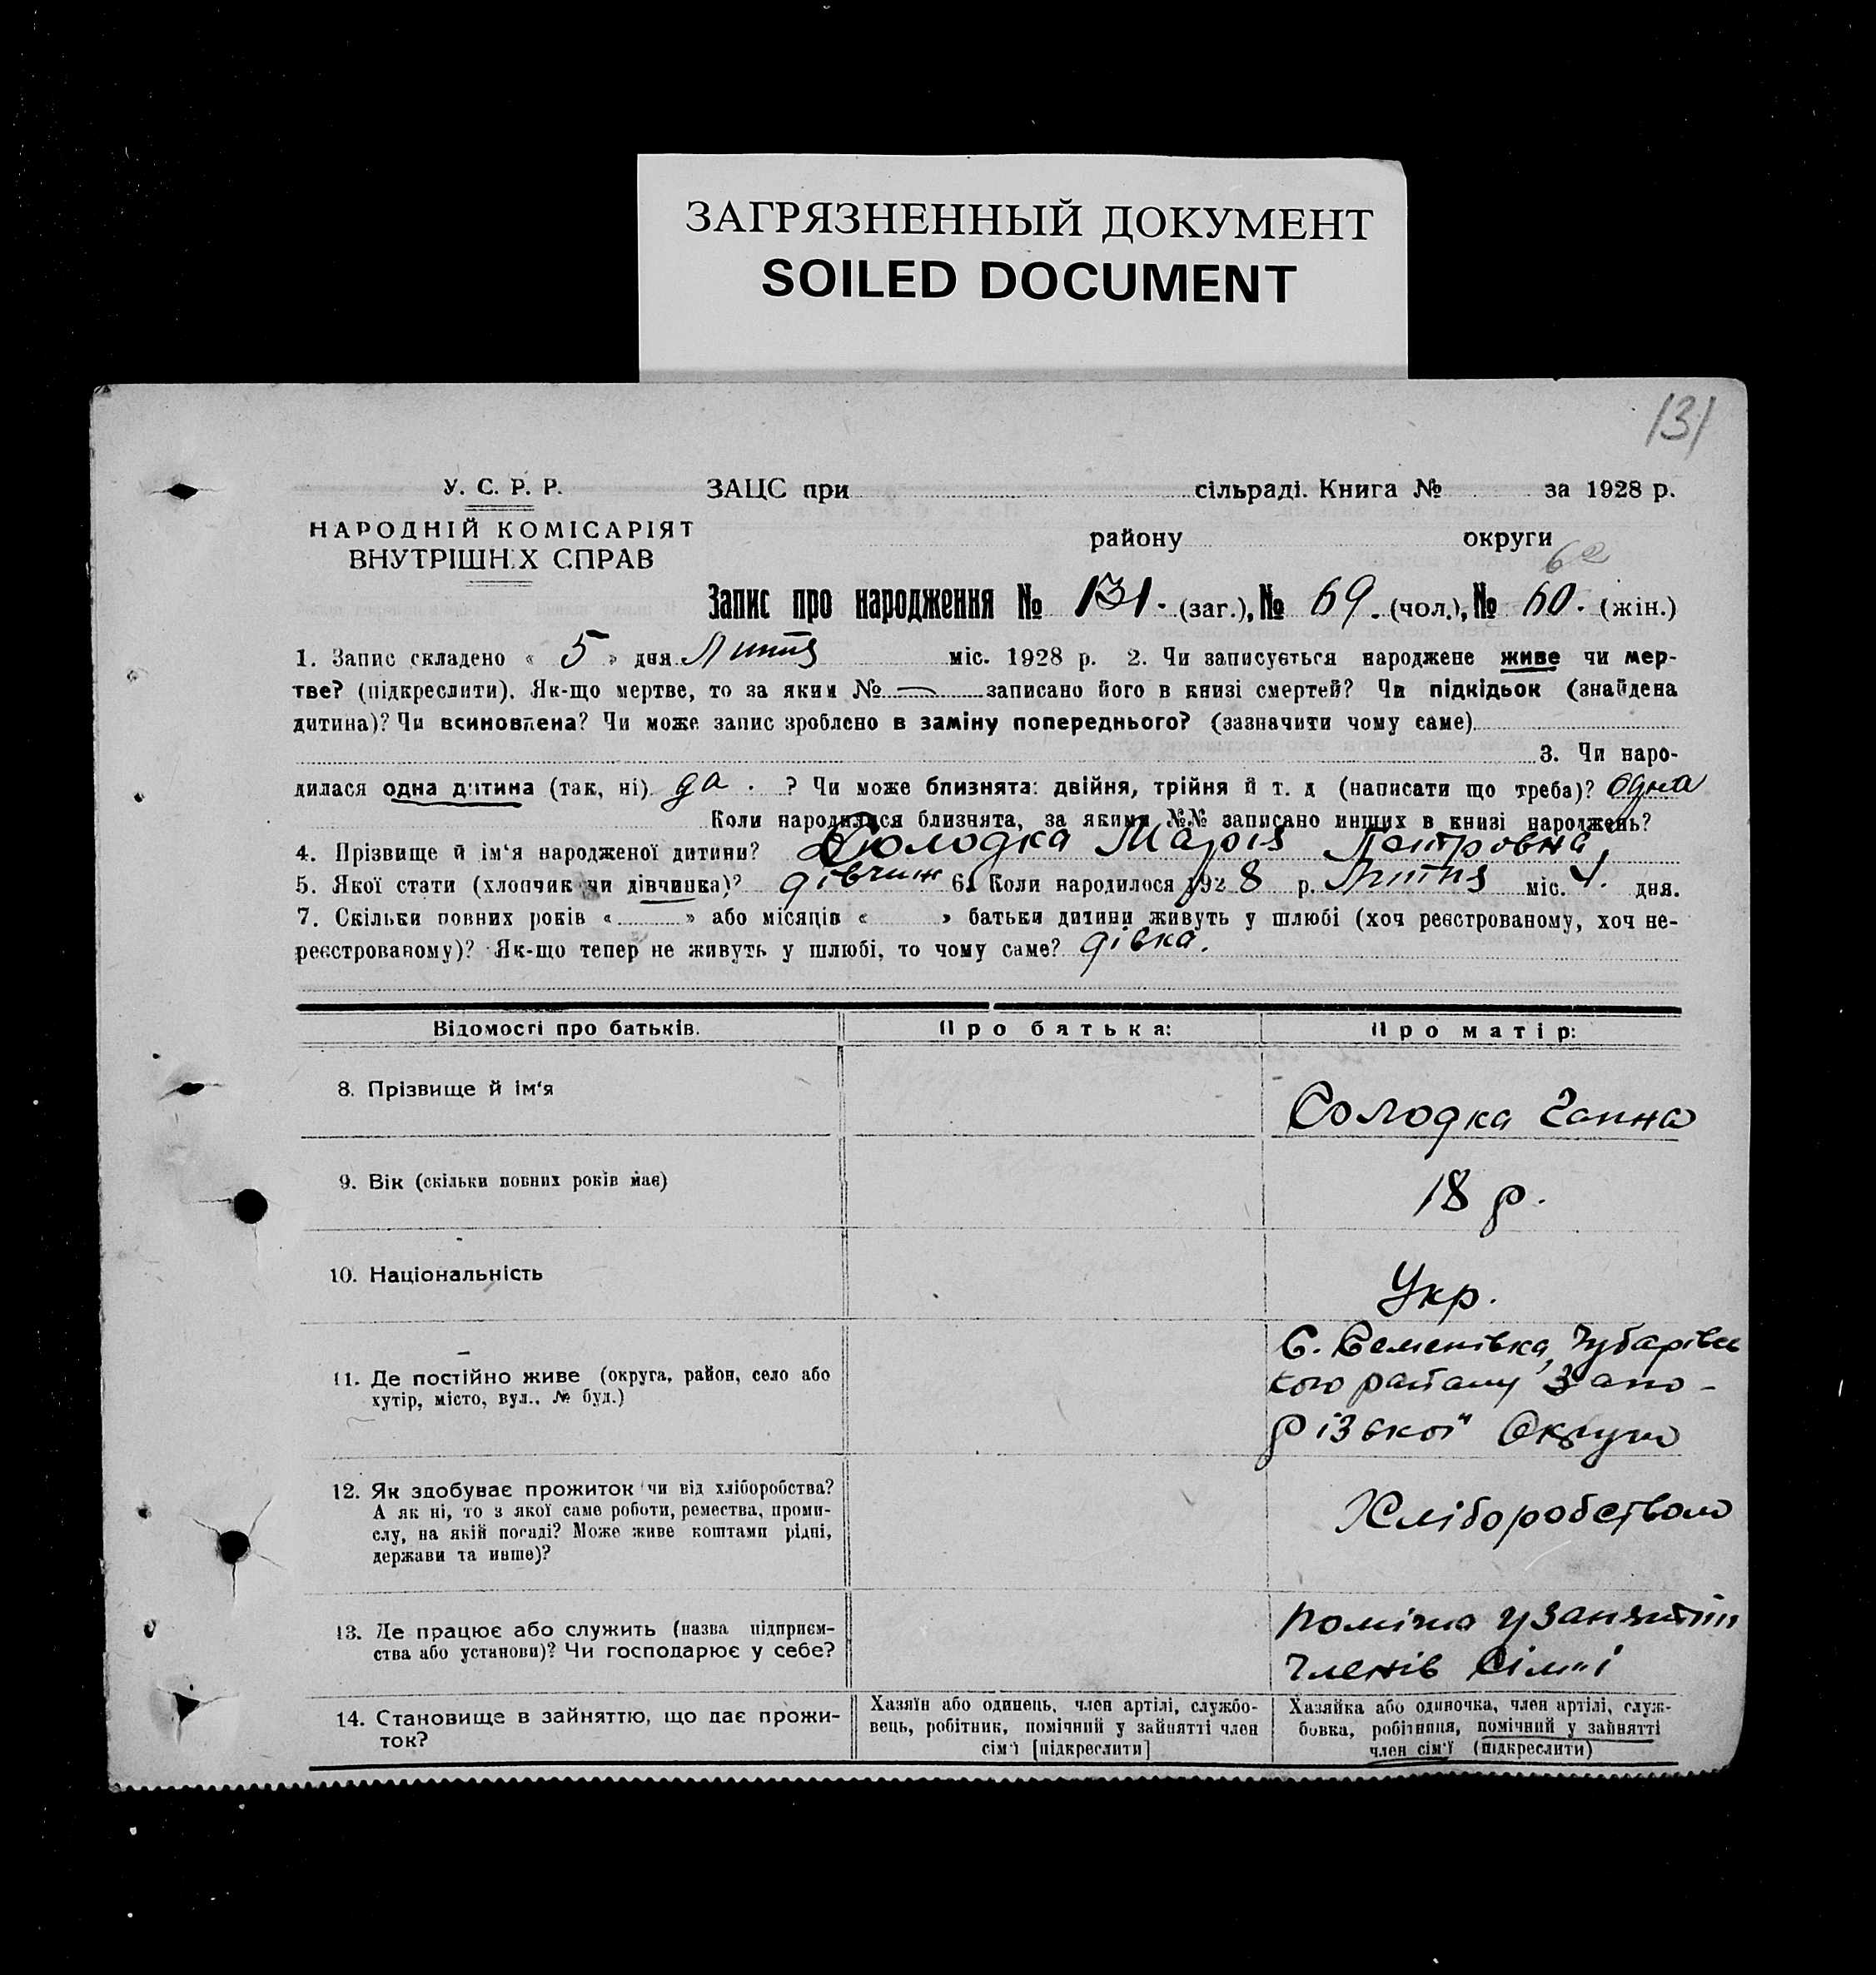 ЗАГРЯЗНЕННЫЙ ДОКУМЕНТ
SOILED DOCUMENT
131
У. С. Р. Р.
НАРОДНІЙ КОМІСАРІЯТ
ВНУТРІШНІХ СПРАВ
ЗАЦС при сільраді. Книга № за 1928 р.
району округи
62
Запис про народження № 131. (заг.), № 69. (чол.), № 60. (жін.)
1. Запис складено « 5 » дня Липня міс. 1928 р. 2. Чи записується народжене живе чи мер-
тве? (підкреслити). Як-що мертве, то за яким № — записано його в книзі смертей? Чи підкідьок (знайдена
дитина)? Чи всиновлена? Чи може запис зроблено в заміну попереднього? (зазначити чому саме)
3. Чи наро-
дилася одна дитина (так, ні) да . ? Чи може близнята: двійня, трійня й т. д (написати що треба)? одна
Коли народилися близнята, за якими №№ записано инших в книзі народжень?
4. Прізвище й ім'я народженої дитини? Солодка Марія Петровна
5. Якої стати (хлопчик чи дівчинка)? дівчин 6. Коли народилося 1928 р. Липня міс. 4. дня.
7. Скільки повних років « » або місяців « » батьки дитини живуть у шлюбі (хоч реєстрованому, хоч не-
реєстрованому)? Як-що тепер не живуть у шлюбі, то чому саме? дівка.
Відомості про батьків. Про батька: Про матір:
8. Прізвище й ім'я
Солодка Ганна
9. Вік (скільки повних років має)
18 р.
10. Національність
Укр.
11. Де постійно живе (округа, район, село або
хутір, місто, вул.. № буд.)
С. Семенівка, Чубарівсь
кого району Запо-
різької Округи
12. Як здобуває прожиток чи від хліборобства?
А як ні, то з якої саме роботи, ремества, проми-
слу, на якій посаді? Може живе коштами рідні,
держави та инше)?
Хліборобством
13. Де працює або служить (назва підприєм-
ства або установи)? Чи господарює у себе?
членів сім'ї
14. Становище в зайняттю, що дає прожи-
ток?
Хазяїн або одинець, член артілі, службо-
вець, робітник, помічний у зайнятті член
сім'ї [підкреслити]
Хазяйка або одиночка, член артілі, служ-
бовка, робітниця, помічний у зайнятті
член сім'ї (підкреслити)